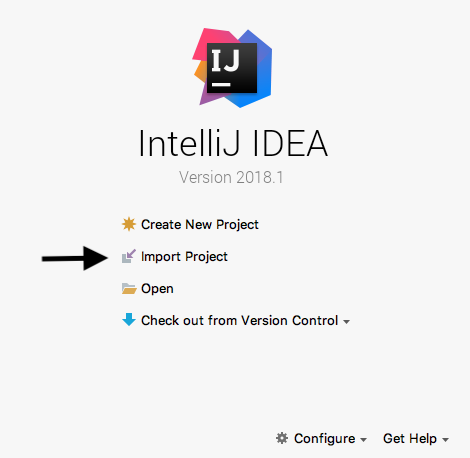 IJ
IntelliJ IDEA
Version 2018.1
Create New Project
Import Project
Open
Check out from Version Control
Configure Get Help